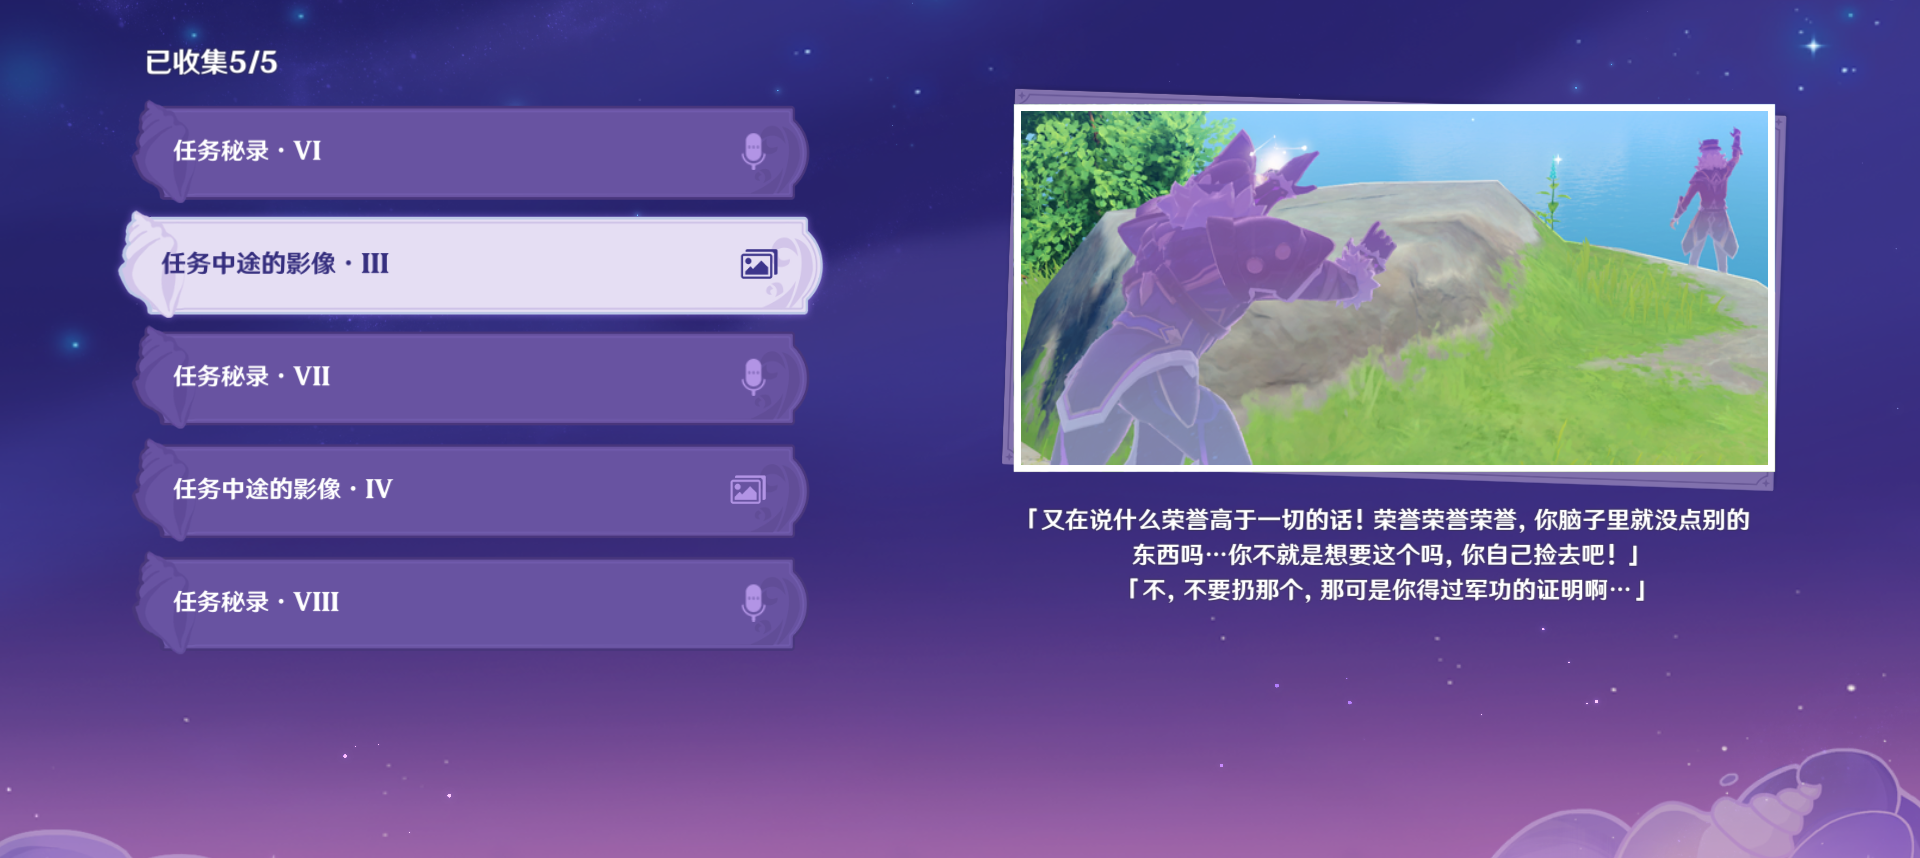 已收集5/5
任务秘录·VI
任务中途的影像·III
任务秘录·VII
任务中途的影像·IV
任务秘录·VIII
「又在说什么荣誉高于一切的话！荣誉荣誉荣誉，你脑子里就没点别的
东西吗…你不就是想要这个吗，你自己捡去吧！」
「不，不要扔那个，那可是你得过军功的证明啊…」